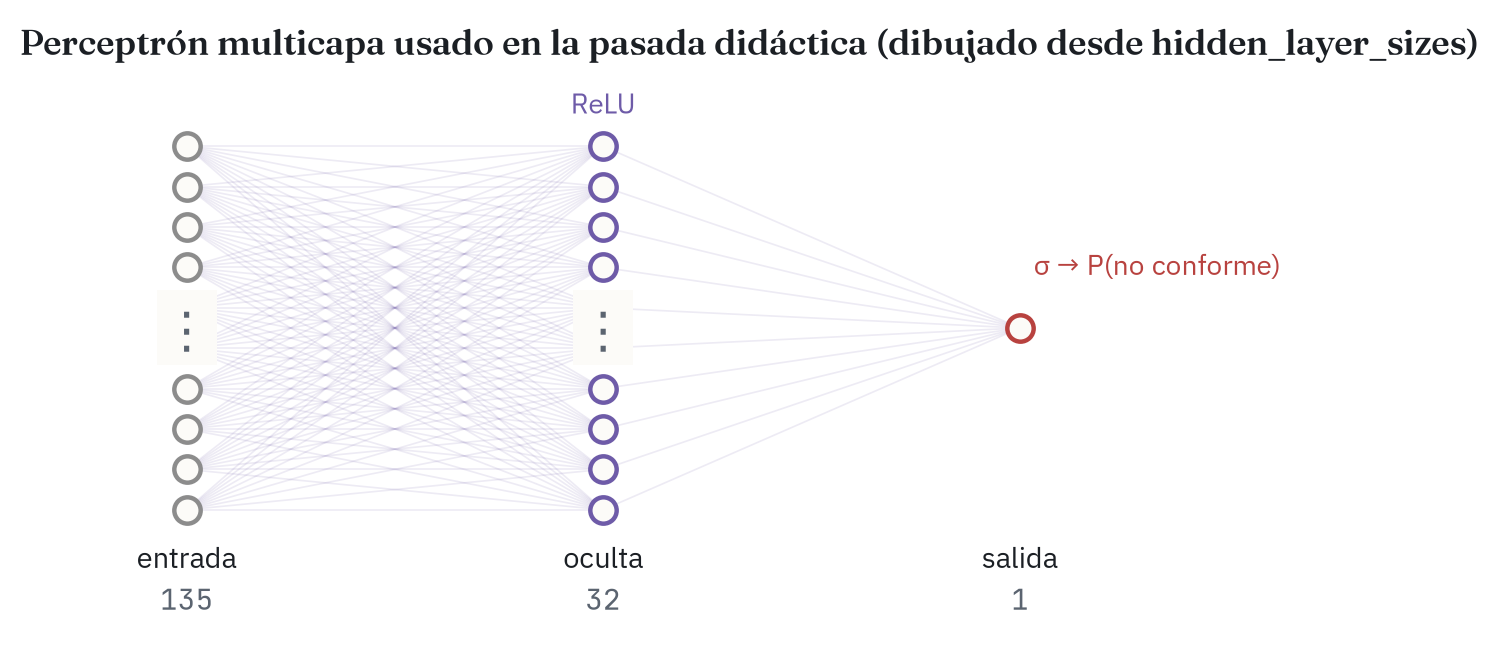 Perceptrón multicapa usado en la pasada didáctica (dibujado desde hidden_layer_sizes)
ReLU
σ → P(no conforme)
entrada
oculta
salida
135
32
1